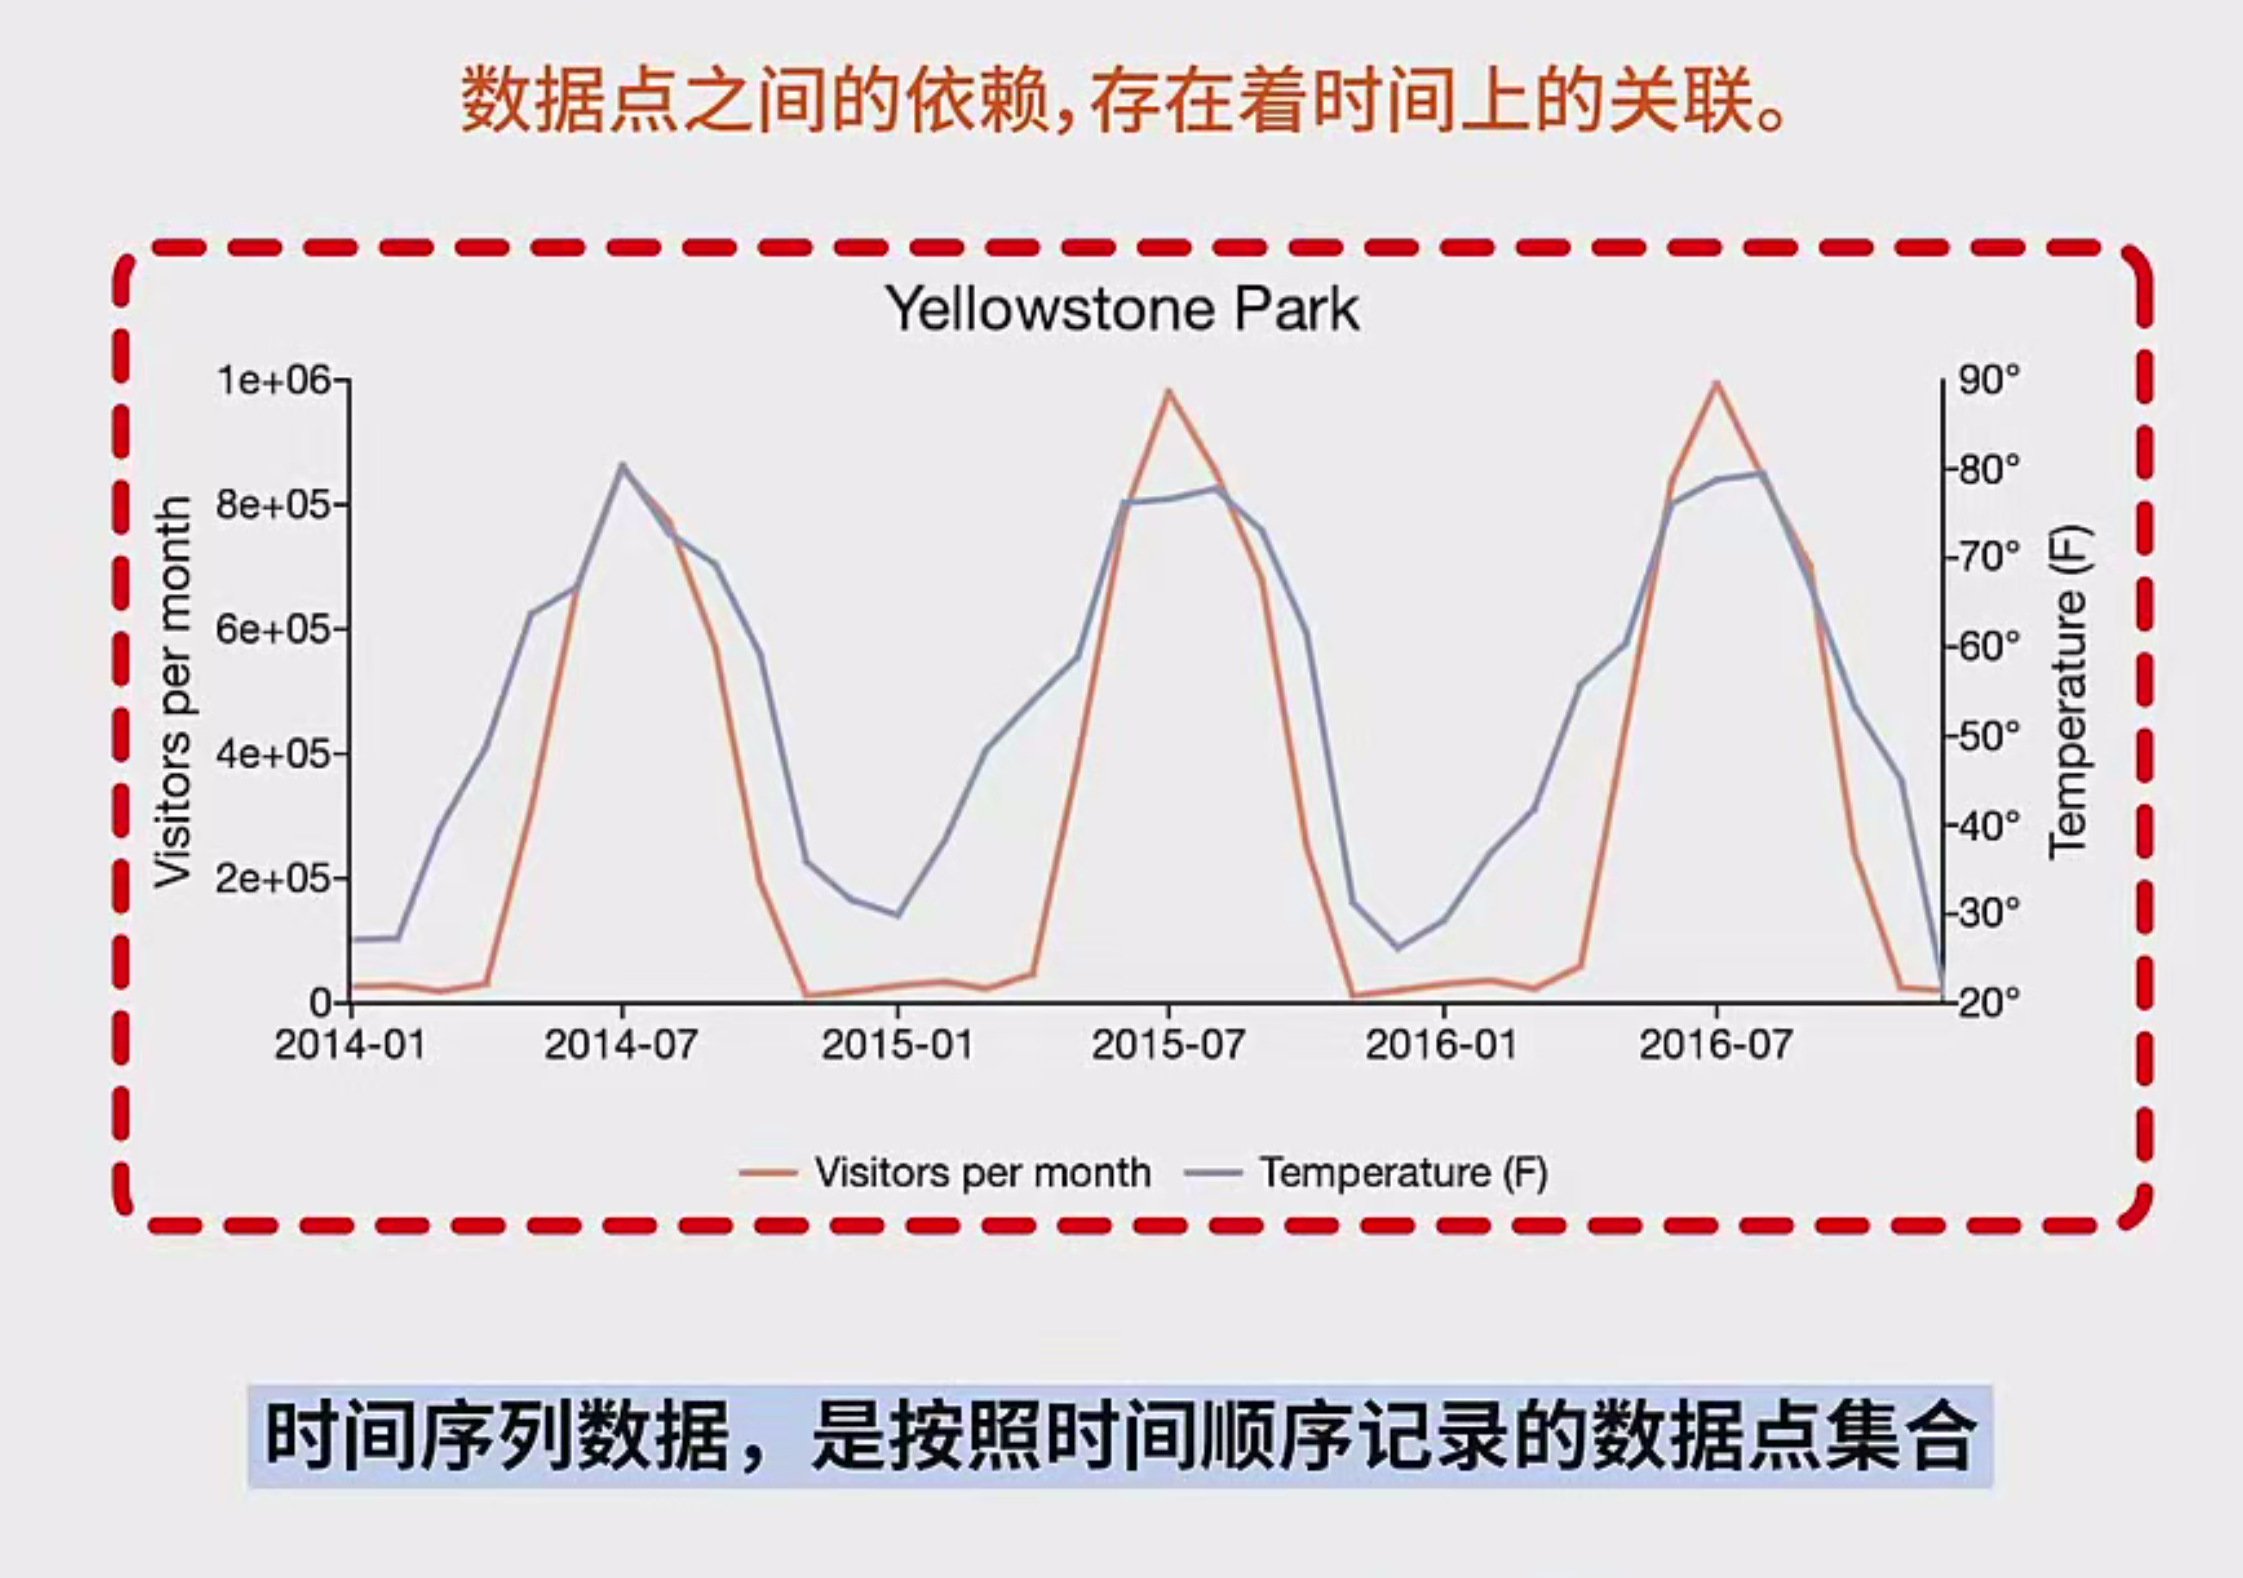 数据点之间的依赖，存在着时间上的关联。
Yellowstone Park
Visitors per month
1e+06
8e+05
6e+05
4e+05
2e+05
0
90°
80°
70°
60°
50°
40°
30°
20°
Temperature (F)
2014-01 2014-07 2015-01 2015-07 2016-01 2016-07
Visitors per month Temperature (F)
时间序列数据，是按照时间顺序记录的数据点集合